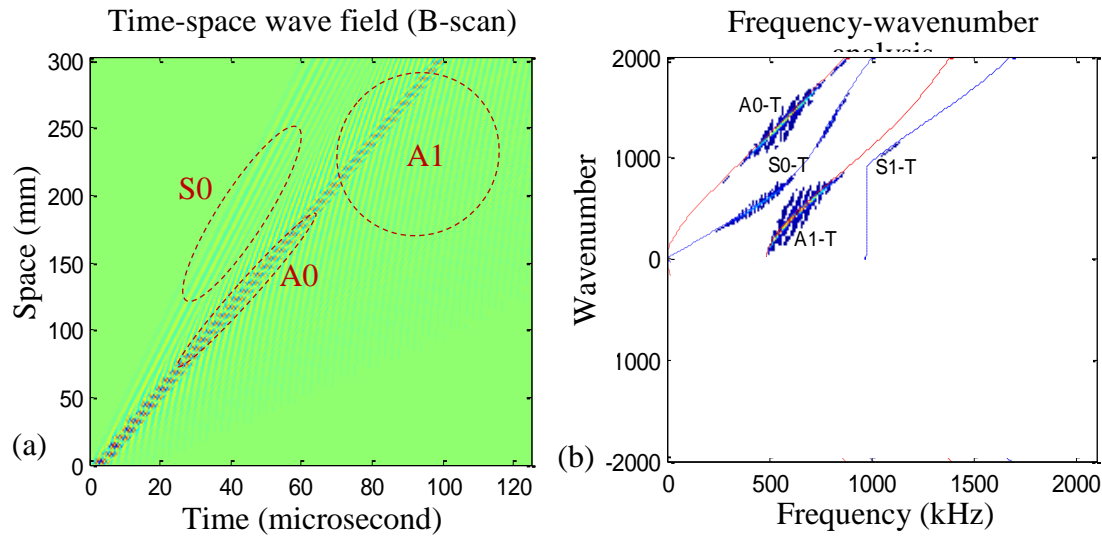 Time-space wave field (B-scan)
300
250
200
150
100
50
0
0 20 40 60 80 100 120
Space (mm)
Time (microsecond)
S0
A0
A1
(a)
Frequency-wavenumber
analysis
2000
1000
0
1000
-2000
0 500 1000 1500 2000
Wavenumber
Frequency (kHz)
A0-T
S0-T
S1-T
A1-T
(b)